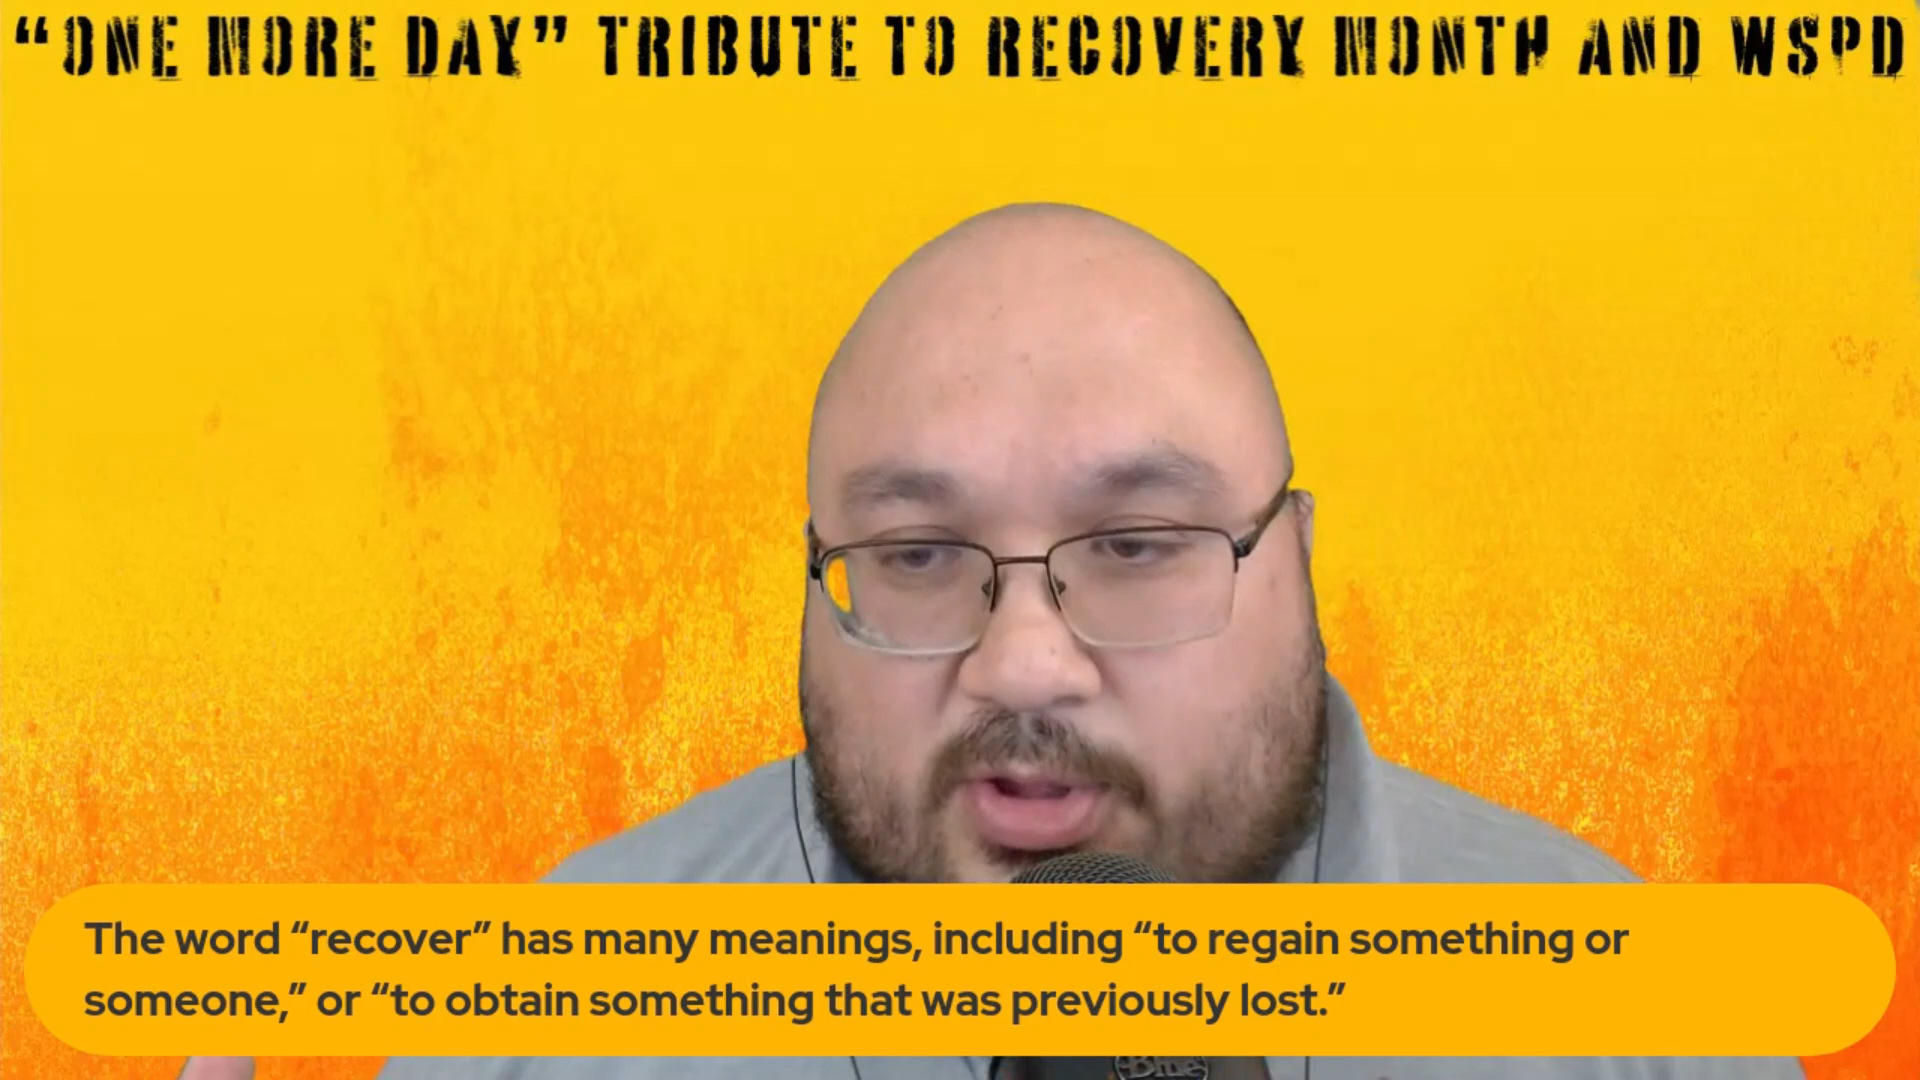 “ONE MORE DAY” TRIBUTE TO RECOVERY MONTH AND WSPD
The word “recover” has many meanings, including “to regain something or
someone,” or “to obtain something that was previously lost.”
Blue